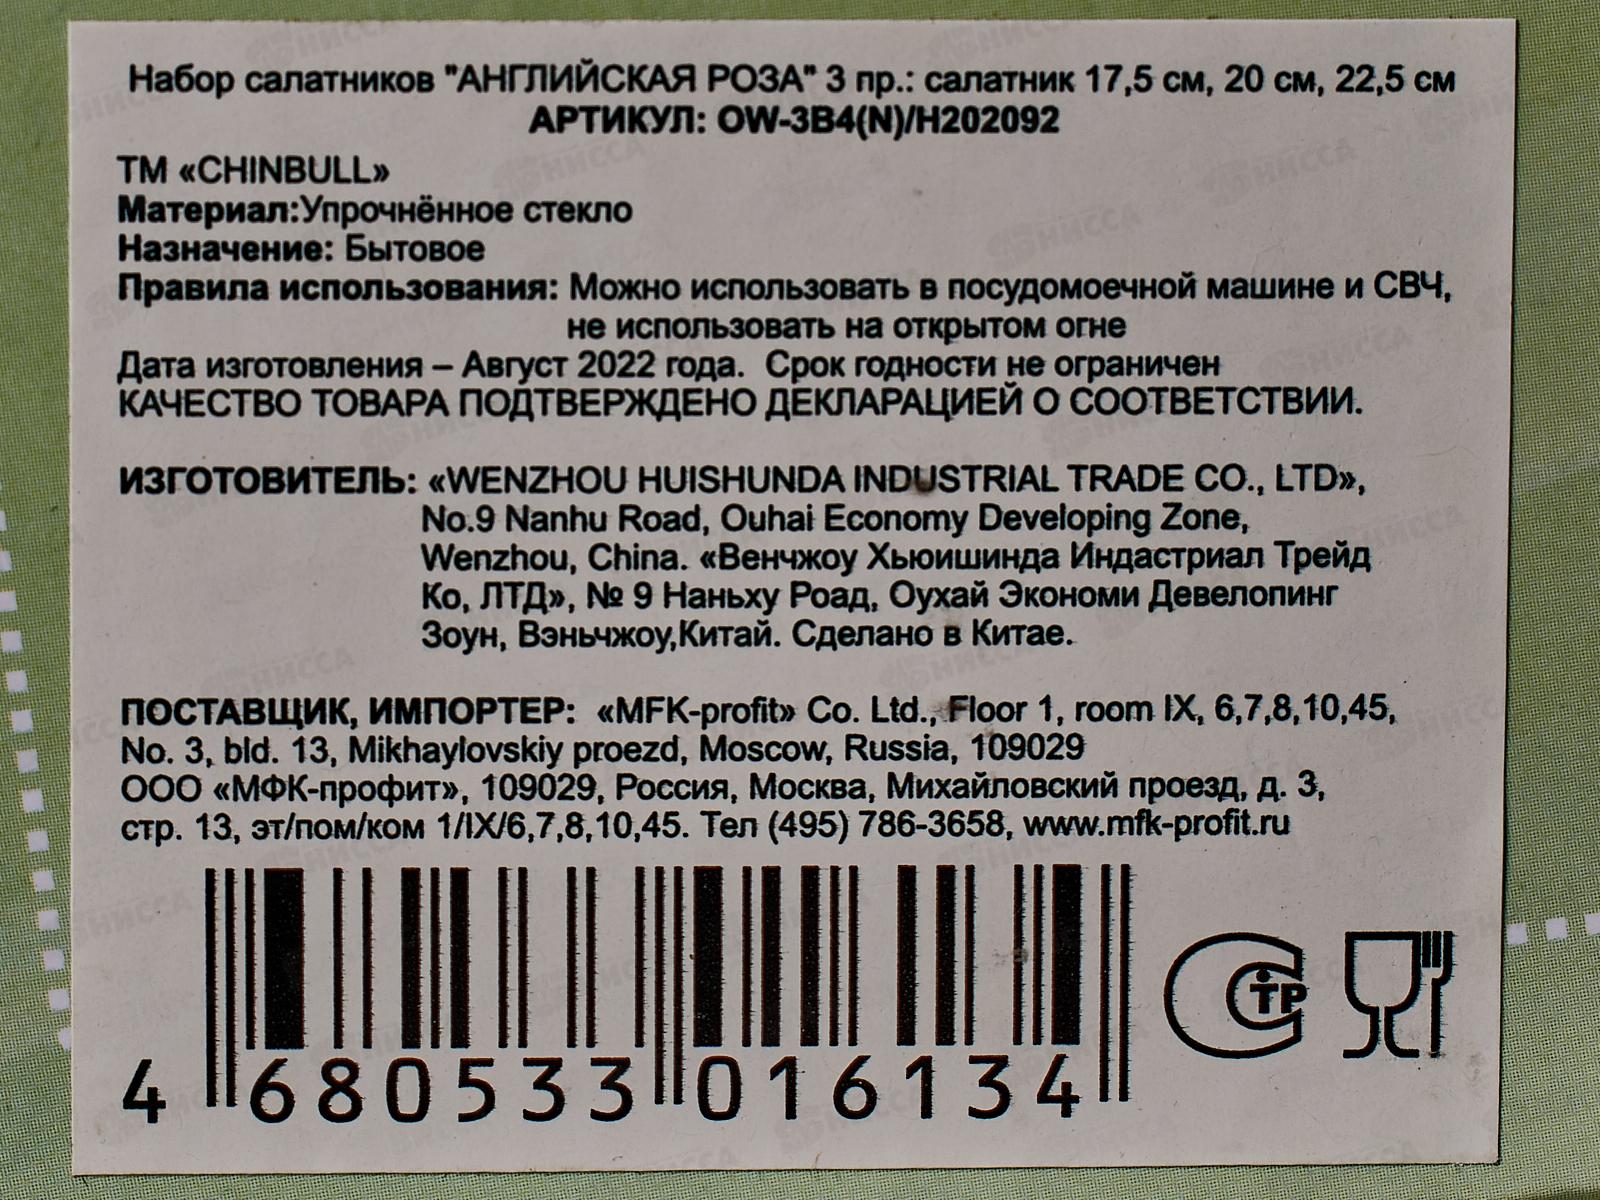 Набор салатников "АНГЛИЙСКАЯ РОЗА" 3 пр.: салатник 17,5 см, 20 см, 22,5 см
АРТИКУЛ: OW-3B4(N)/H202092
ТМ «CHINBULL»
Материал:Упрочнённое стекло
Назначение: Бытовое
Правила использования: Можно использовать в посудомоечной машине и СВЧ,
не использовать на открытом огне
Дата изготовления – Август 2022 года. Срок годности не ограничен
КАЧЕСТВО ТОВАРА ПОДТВЕРЖДЕНО ДЕКЛАРАЦИЕЙ О СООТВЕТСТВИИ.
ИЗГОТОВИТЕЛЬ: «WENZHOU HUISHUNDA INDUSTRIAL TRADE CO., LTD»,
No.9 Nanhu Road, Ouhai Economy Developing Zone,
Wenzhou, China. «Венчжоу Хьюишинда Индастриал Трейд
Ко, ЛТД», № 9 Наньху Роад, Оухай Экономи Девелопинг
Зоун, Вэньчжоу,Китай. Сделано в Китае.
ПОСТАВЩИК, ИМПОРТЕР: «MFK-profit» Co. Ltd., Floor 1, room IX, 6,7,8,10,45,
No. 3, bld. 13, Mikhaylovskiy proezd, Moscow, Russia, 109029
ООО «МФК-профит», 109029, Россия, Москва, Михайловский проезд, д. 3,
стр. 13, эт/пом/ком 1/IX/6,7,8,10,45. Тел (495) 786-3658, www.mfk-profit.ru
4 680533 016134
СТР